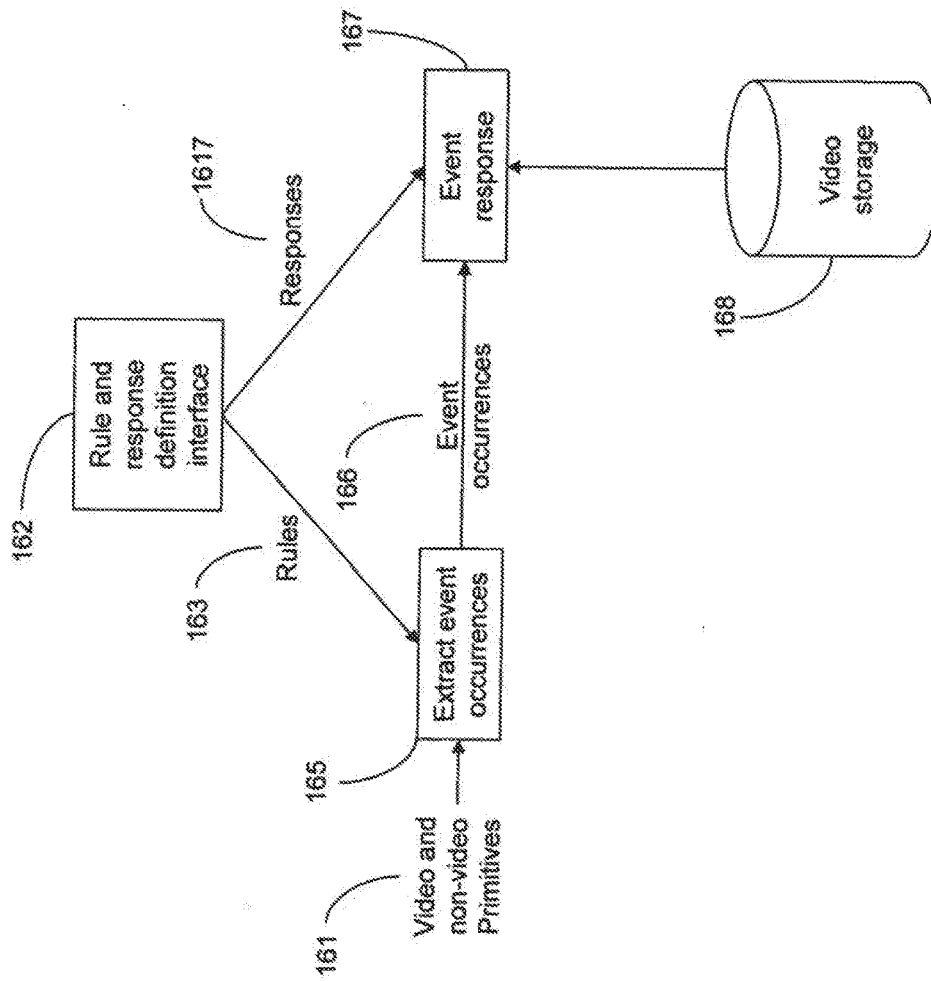 162
Rule and
response
definition
interface
163
Rules
1617
Responses
161
Video and
non-video
Primitives
165
Extract event
occurrences
166
Event
occurrences
167
Event
response
168
Video
storage